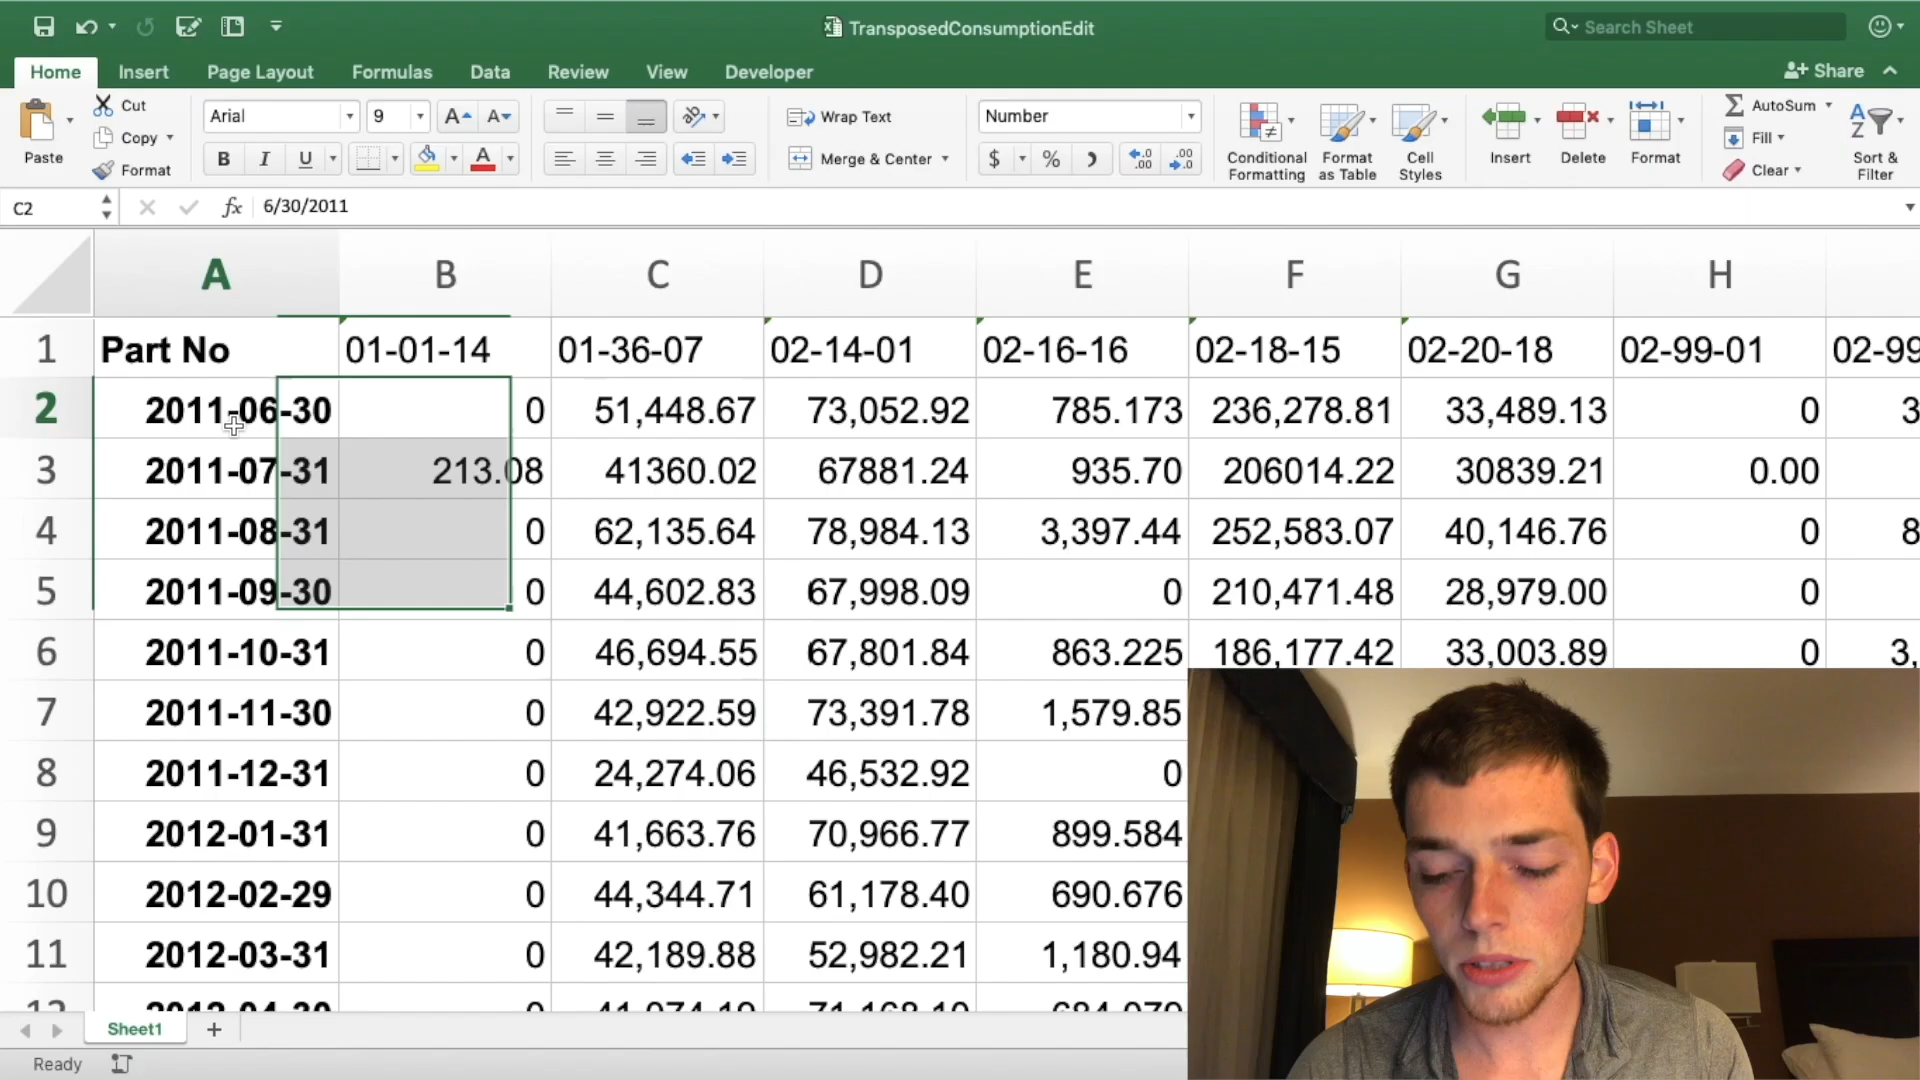 TransposedConsumptionEdit
Search Sheet
Home Insert Page Layout Formulas Data Review View Developer
Share
Paste
Cut
Copy
Format
Arial 9
B I U
Wrap Text
Merge & Center
Number
$ %
Conditional Formatting
Format as Table
Cell Styles
Insert
Delete
Format
AutoSum
Fill
Clear
Sort & Filter
C2 fx 6/30/2011
A B C D E F G H
1 Part No 01-01-14 01-36-07 02-14-01 02-16-16 02-18-15 02-20-18 02-99-01 02-99
2 2011-06-30 0 51,448.67 73,052.92 785.173 236,278.81 33,489.13 0 3
3 2011-07-31 213.08 41360.02 67881.24 935.70 206014.22 30839.21 0.00
4 2011-08-31 0 62,135.64 78,984.13 3,397.44 252,583.07 40,146.76 0 8
5 2011-09-30 0 44,602.83 67,998.09 0 210,471.48 28,979.00 0
6 2011-10-31 0 46,694.55 67,801.84 863.225 186,177.42 33,003.89 0 3,
7 2011-11-30 0 42,922.59 73,391.78 1,579.85
8 2011-12-31 0 24,274.06 46,532.92 0
9 2012-01-31 0 41,663.76 70,966.77 899.584
10 2012-02-29 0 44,344.71 61,178.40 690.676
11 2012-03-31 0 42,189.88 52,982.21 1,180.94
Sheet1 +
Ready